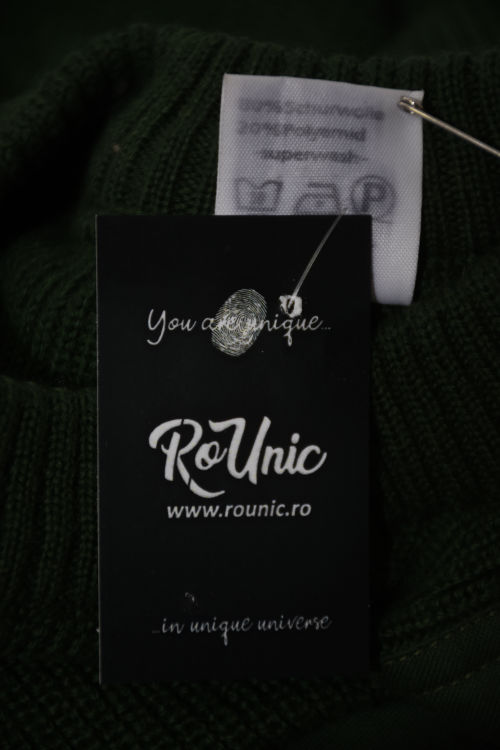 80% Schurwolle
20% Polyamid
-superwash-
P
You are unique...
RoUnic
www.rounic.ro
...in unique universe